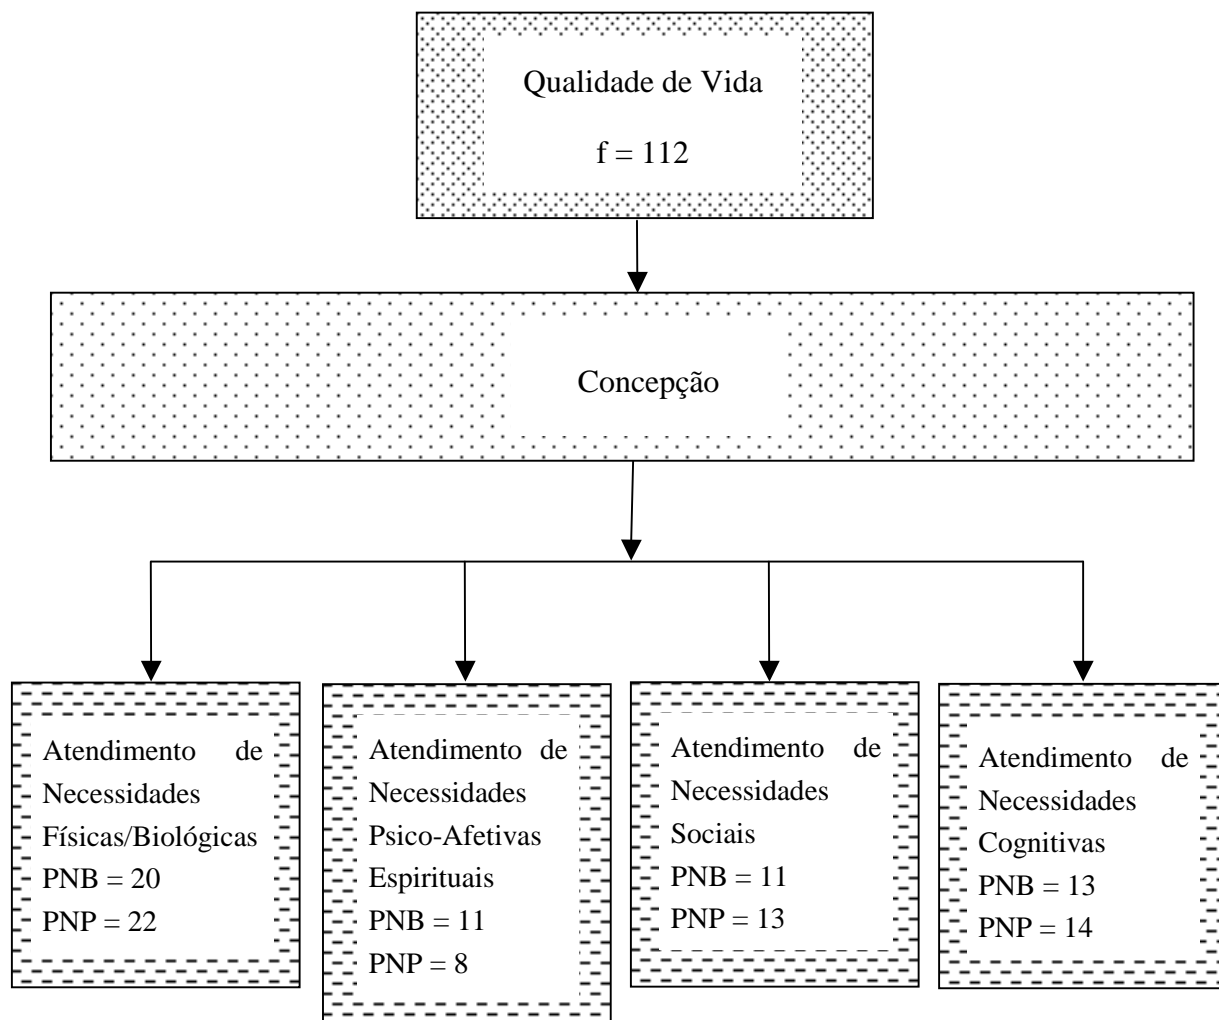 Qualidade de Vida
f = 112
Concepção
Atendimento de
Necessidades
Físicas/Biológicas
PNB = 20
PNP = 22
Atendimento de
Necessidades
Psico-Afetivas
Espirituais
PNB = 11
PNP = 8
Atendimento de
Necessidades
Sociais
PNB = 11
PNP = 13
Atendimento de
Necessidades
Cognitivas
PNB = 13
PNP = 14